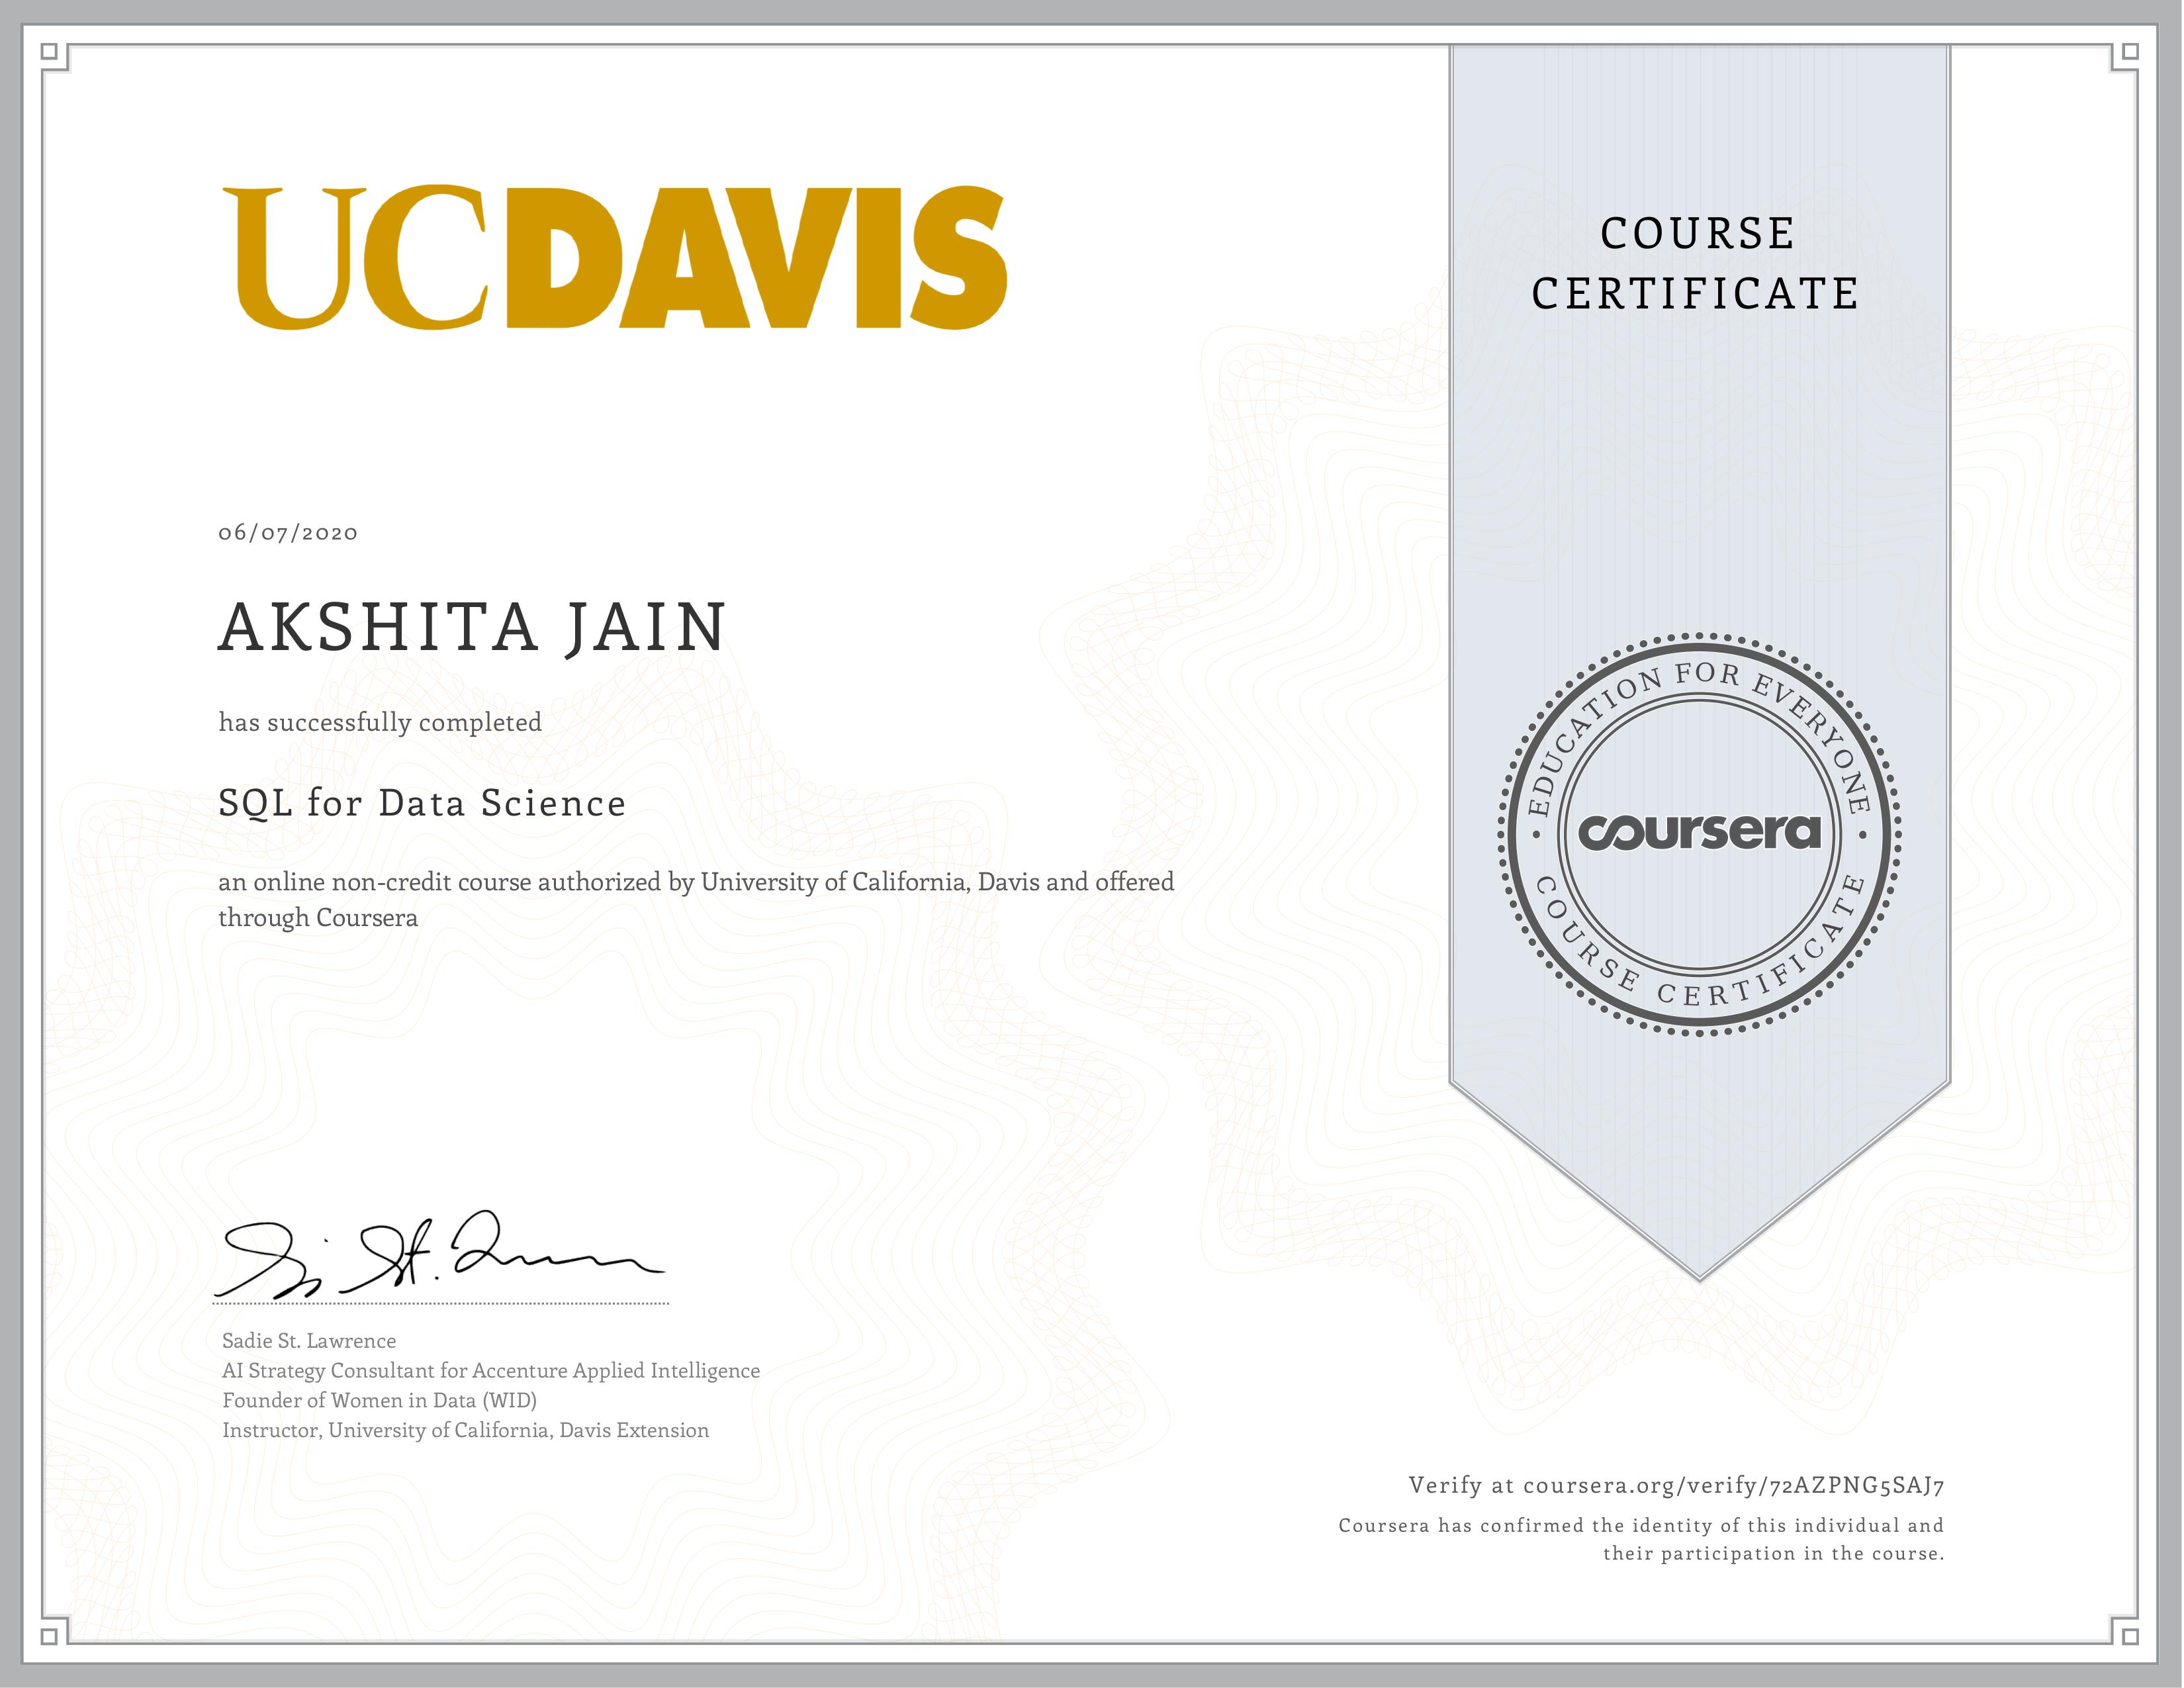 UCDAVIS
COURSE
CERTIFICATE
06/07/2020
AKSHITA JAIN
has successfully completed
SQL for Data Science
an online non-credit course authorized by University of California, Davis and offered
through Coursera
EDUCATION FOR EVERYONE
coursera
COURSE CERTIFICATE
Sadie St. Lawrence
AI Strategy Consultant for Accenture Applied Intelligence
Founder of Women in Data (WID)
Instructor, University of California, Davis Extension
Verify at coursera.org/verify/72AZPNG5SAJ7
Coursera has confirmed the identity of this individual and
their participation in the course.